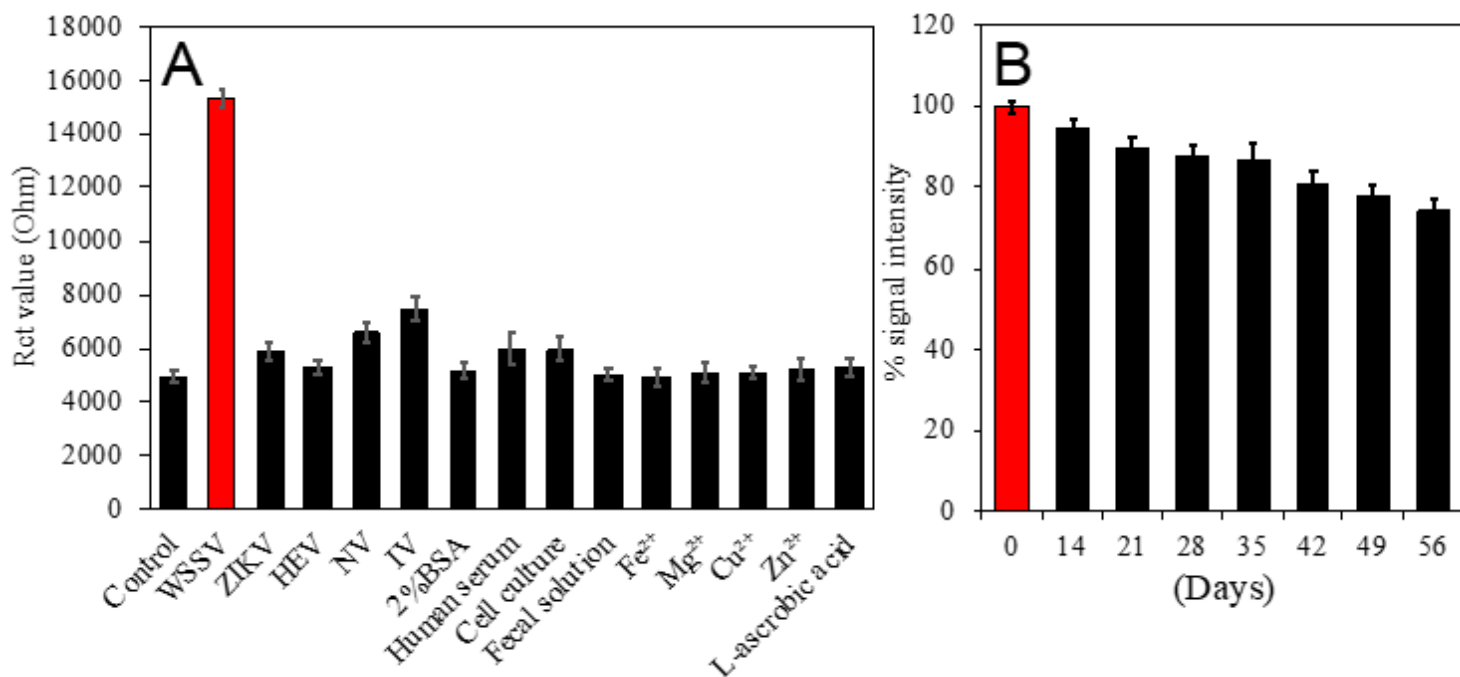 A
Rct value (Ohm)
18000
16000
14000
12000
10000
8000
6000
4000
2000
0
Control
WSSV
ZIKV
HEV
NV
IV
2%BSA
Human serum
Cell culture
Fecal solution
Fe²⁺
Mg²⁺
Cu²⁺
Zn²⁺
L-ascrobic acid
B
% signal intensity
120
100
80
60
40
20
0
0 14 21 28 35 42 49 56
(Days)